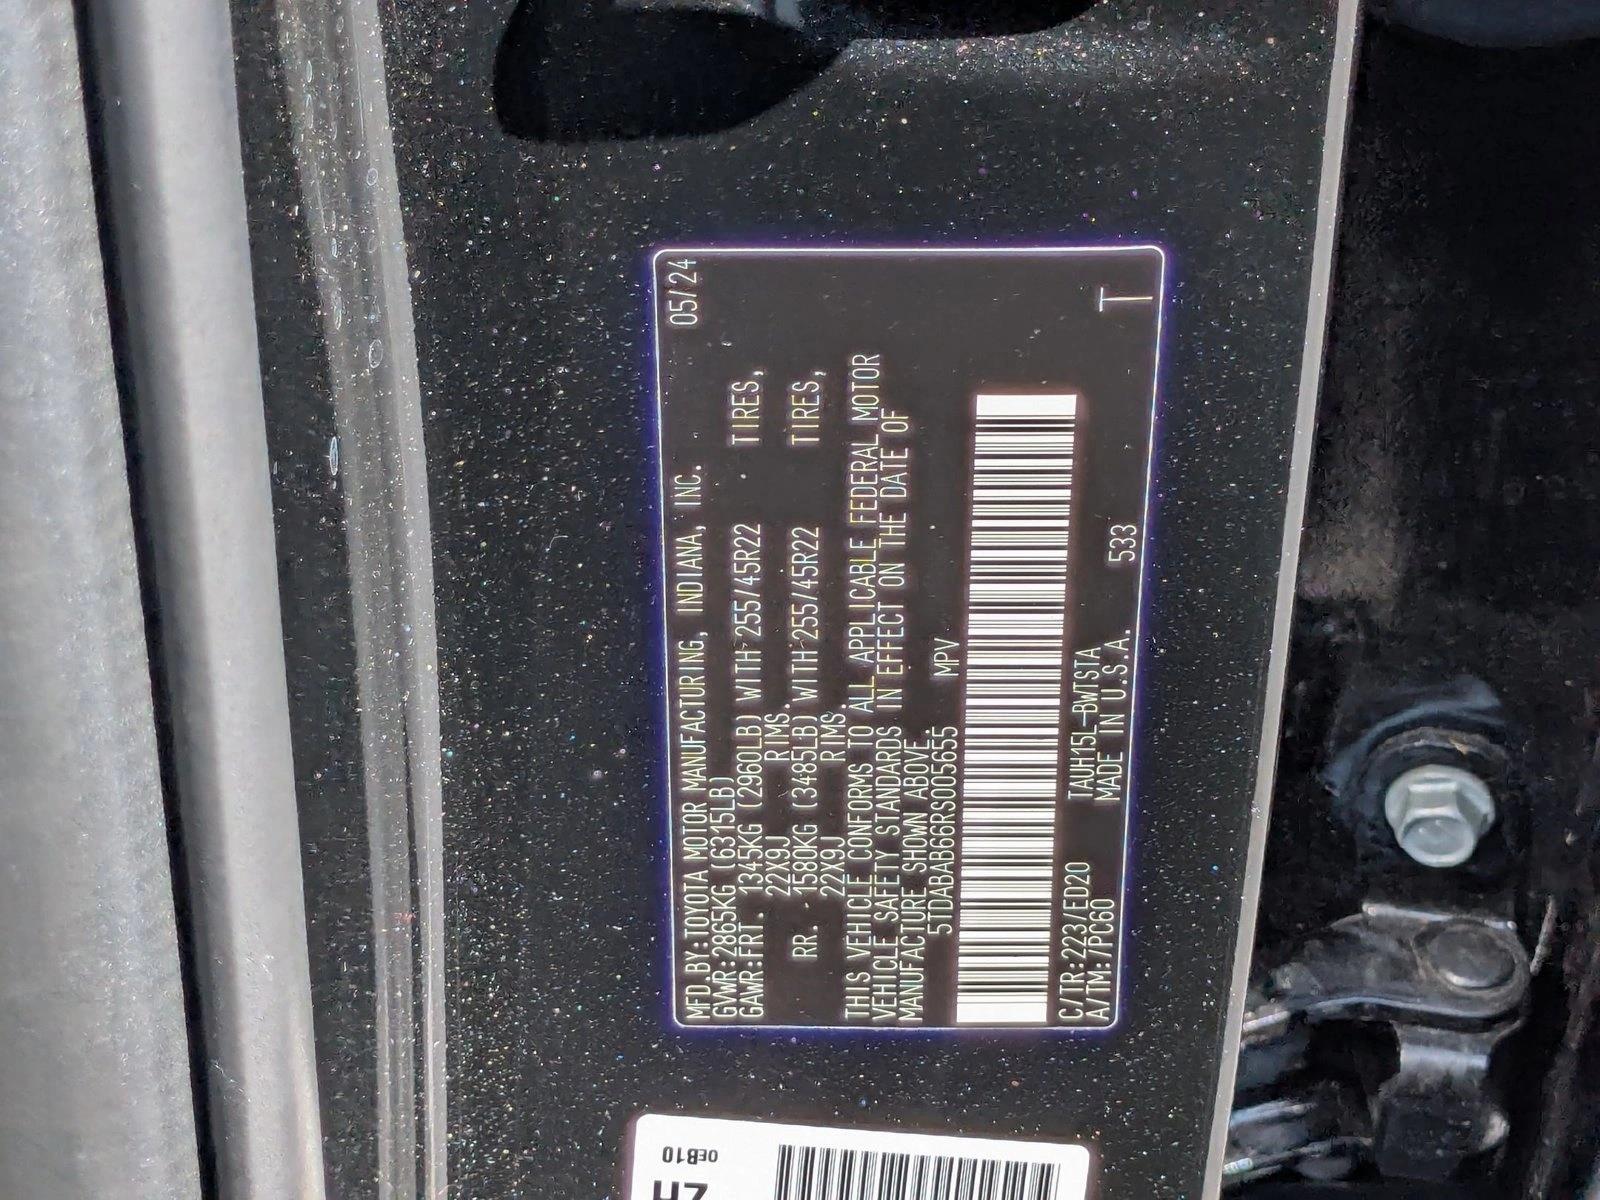 MFD.BY:TOYOTA MOTOR MANUFACTURING, INDIANA, INC. 05/24
GVWR:2865KG (6315LB)
GAWR:FRT. 1345KG (2960LB) WITH 255/45R22 TIRES,
22X9J RIMS.
RR. 1580KG (3485LB) WITH 255/45R22 TIRES,
22X9J RIMS.
THIS VEHICLE CONFORMS TO ALL APPLICABLE FEDERAL MOTOR
VEHICLE SAFETY STANDARDS IN EFFECT ON THE DATE OF
MANUFACTURE SHOWN ABOVE.
5TDABAB66RS005655 MPV
C/TR:223/ED20 TAUH15L-BWTSTA
A/TM:/PC60 MADE IN U.S.A. 533 T
0EB10